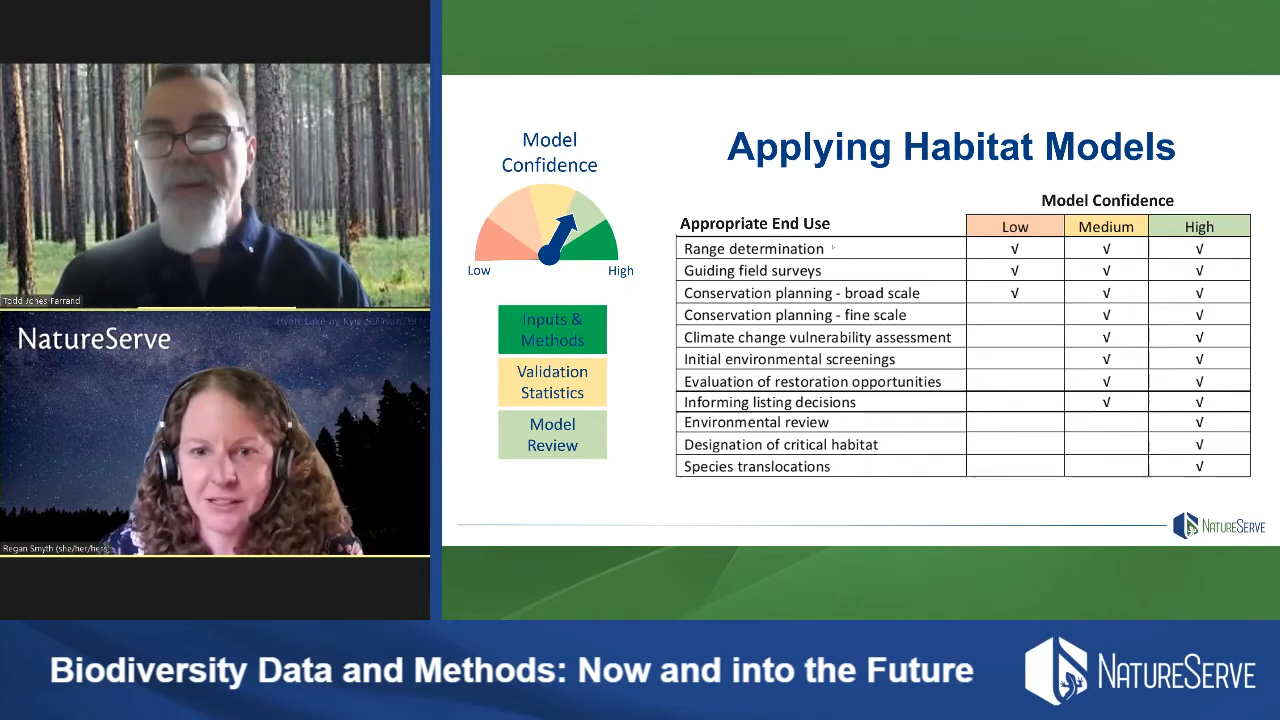 Todd Jones-Farrand
NatureServe
Regan Smyth (she/her/hers)
Model
Confidence
Low
High
Inputs &
Methods
Validation
Statistics
Model
Review
Applying Habitat Models
Model Confidence
Appropriate End Use Low Medium High
Range determination √ √ √
Guiding field surveys √ √ √
Conservation planning - broad scale √ √ √
Conservation planning - fine scale √ √
Climate change vulnerability assessment √ √
Initial environmental screenings √ √
Evaluation of restoration opportunities √ √
Informing listing decisions √ √
Environmental review √
Designation of critical habitat √
Species translocations √
NATURESERVE
Biodiversity Data and Methods: Now and into the Future
NATURESERVE